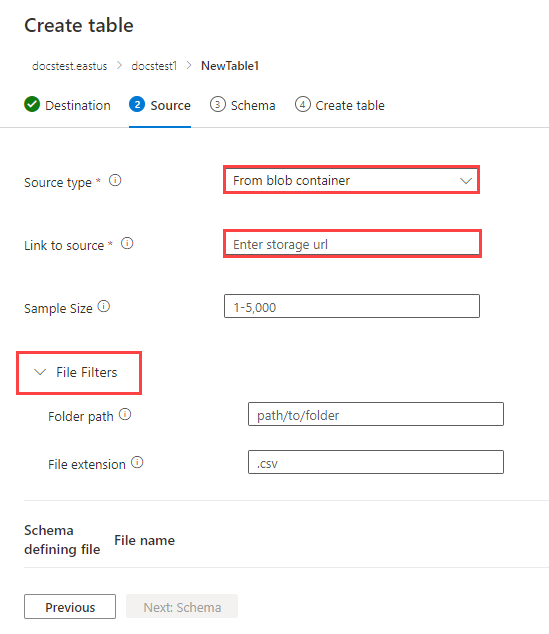 Create table
docstest.eastus > docstest1 > NewTable1
Destination 2 Source 3 Schema 4 Create table
Source type * From blob container
Link to source * Enter storage url
Sample Size 1-5,000
File Filters
Folder path path/to/folder
File extension .csv
Schema
defining file File name
Previous Next: Schema